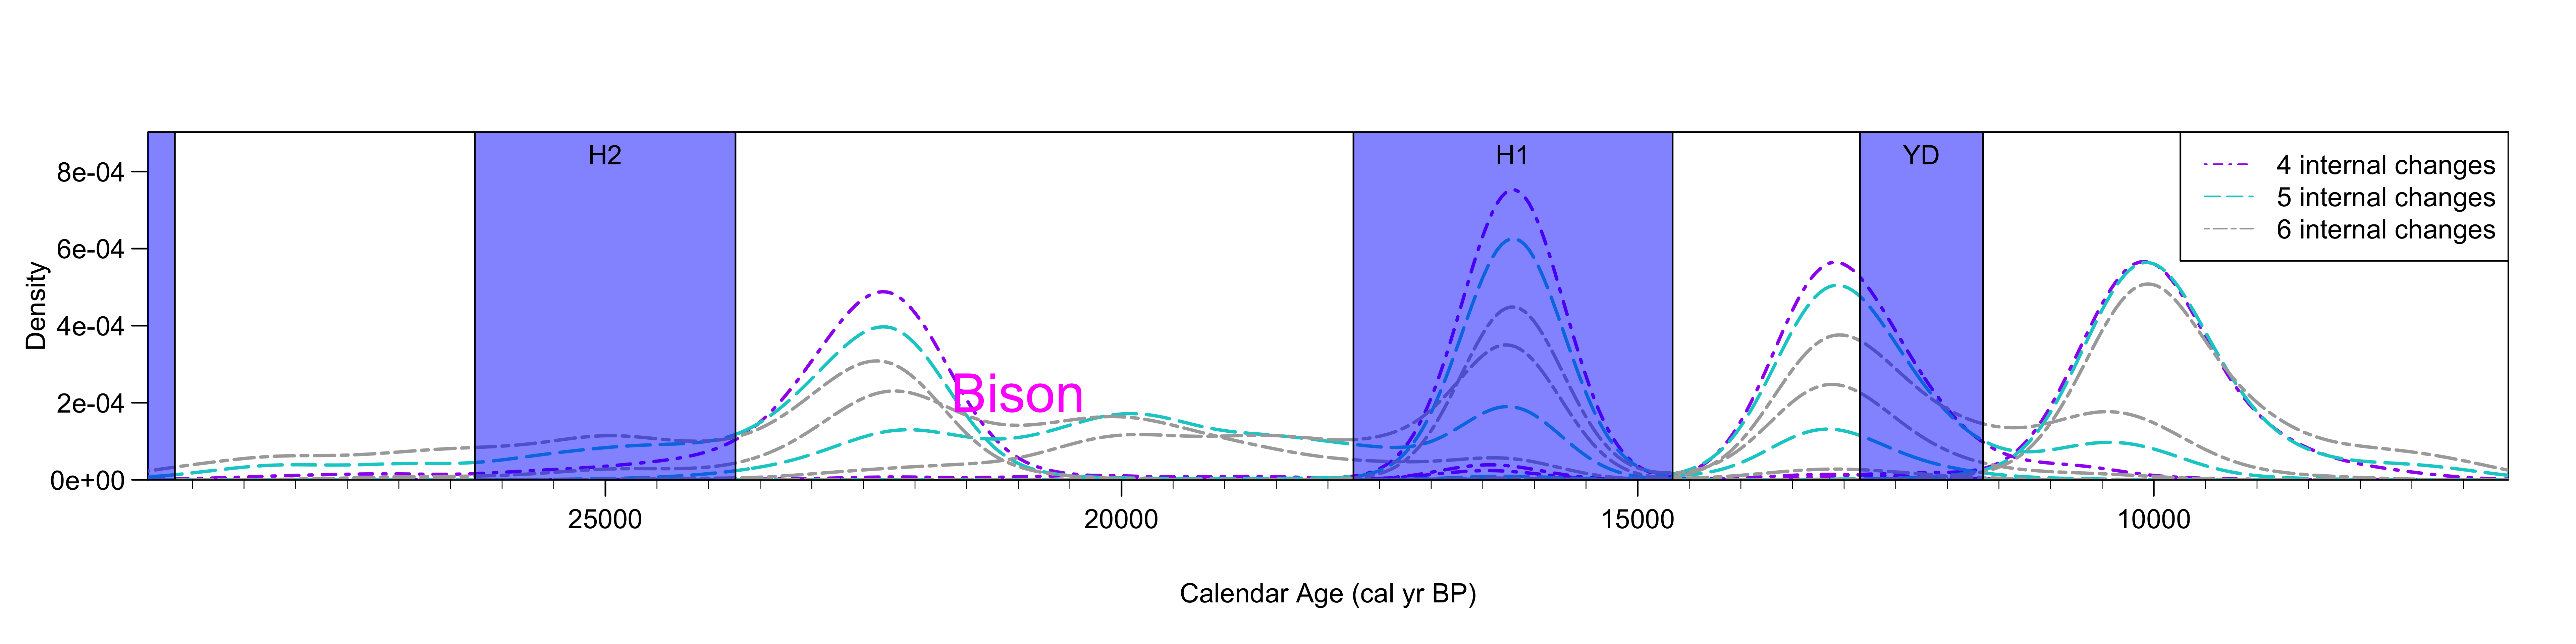 H2
H1
YD
4 internal changes
5 internal changes
6 internal changes
8e-04
6e-04
4e-04
2e-04
0e+00
Density
Bison
25000
20000
15000
10000
Calendar Age (cal yr BP)